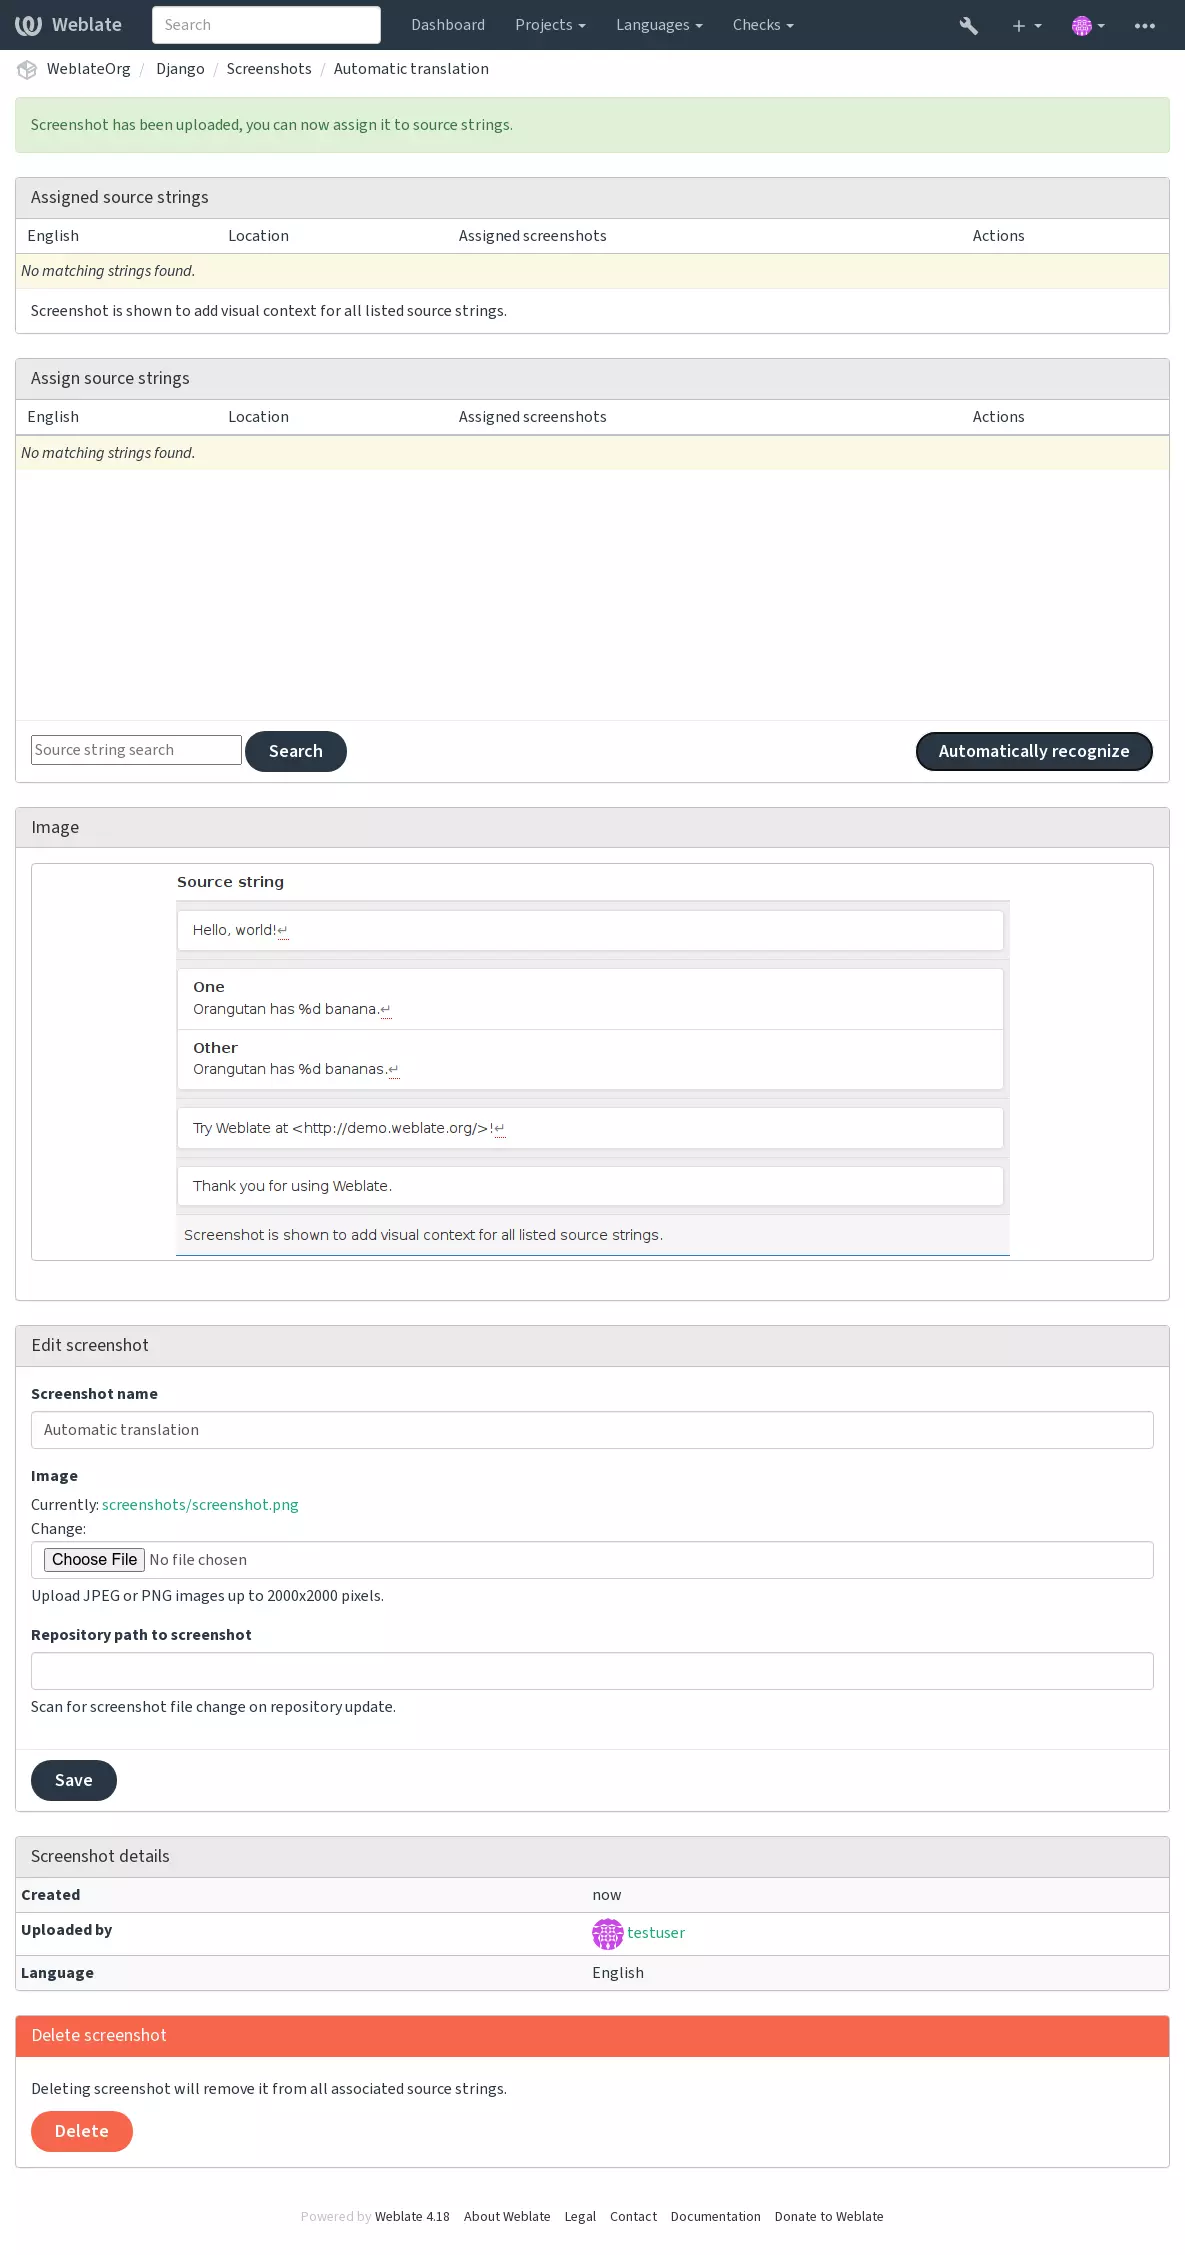 Weblate Search Dashboard Projects Languages Checks
WeblateOrg / Django / Screenshots / Automatic translation
Screenshot has been uploaded, you can now assign it to source strings.
Assigned source strings
English Location Assigned screenshots Actions
No matching strings found.
Screenshot is shown to add visual context for all listed source strings.
Assign source strings
English Location Assigned screenshots Actions
No matching strings found.
Source string search Search Automatically recognize
Image
Source string
Hello, world!↵
One
Orangutan has %d banana.↵
Other
Orangutan has %d bananas.↵
Try Weblate at <http://demo.weblate.org/>!↵
Thank you for using Weblate.
Screenshot is shown to add visual context for all listed source strings.
Edit screenshot
Screenshot name
Automatic translation
Image
Currently: screenshots/screenshot.png
Change:
Choose File No file chosen
Upload JPEG or PNG images up to 2000x2000 pixels.
Repository path to screenshot
Scan for screenshot file change on repository update.
Save
Screenshot details
Created now
Uploaded by testuser
Language English
Delete screenshot
Deleting screenshot will remove it from all associated source strings.
Delete
Powered by Weblate 4.18 About Weblate Legal Contact Documentation Donate to Weblate